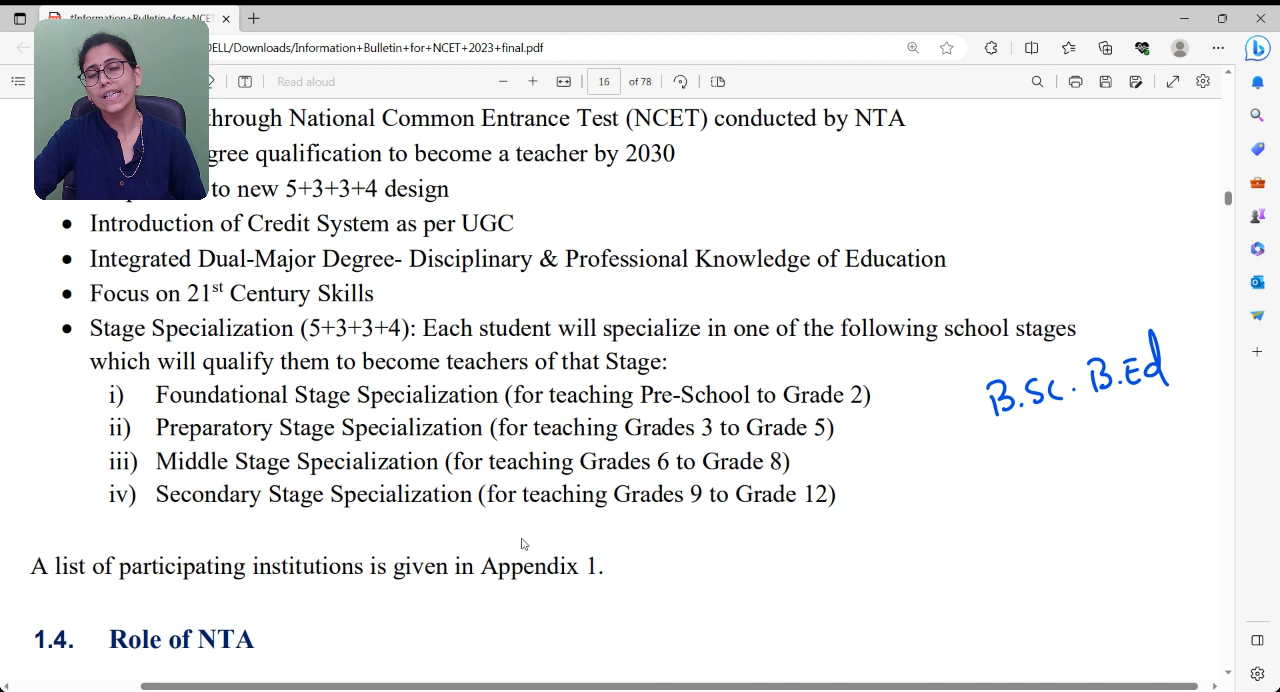 *Information+Bulletin+for+NCET
DELL/Downloads/Information+Bulletin+for+NCET+2023+final.pdf
Read aloud
16 of 78
through National Common Entrance Test (NCET) conducted by NTA
gree qualification to become a teacher by 2030
to new 5+3+3+4 design
• Introduction of Credit System as per UGC
• Integrated Dual-Major Degree- Disciplinary & Professional Knowledge of Education
• Focus on 21st Century Skills
• Stage Specialization (5+3+3+4): Each student will specialize in one of the following school stages
which will qualify them to become teachers of that Stage:
B.Sc. B.Ed
i) Foundational Stage Specialization (for teaching Pre-School to Grade 2)
ii) Preparatory Stage Specialization (for teaching Grades 3 to Grade 5)
iii) Middle Stage Specialization (for teaching Grades 6 to Grade 8)
iv) Secondary Stage Specialization (for teaching Grades 9 to Grade 12)
A list of participating institutions is given in Appendix 1.
1.4. Role of NTA